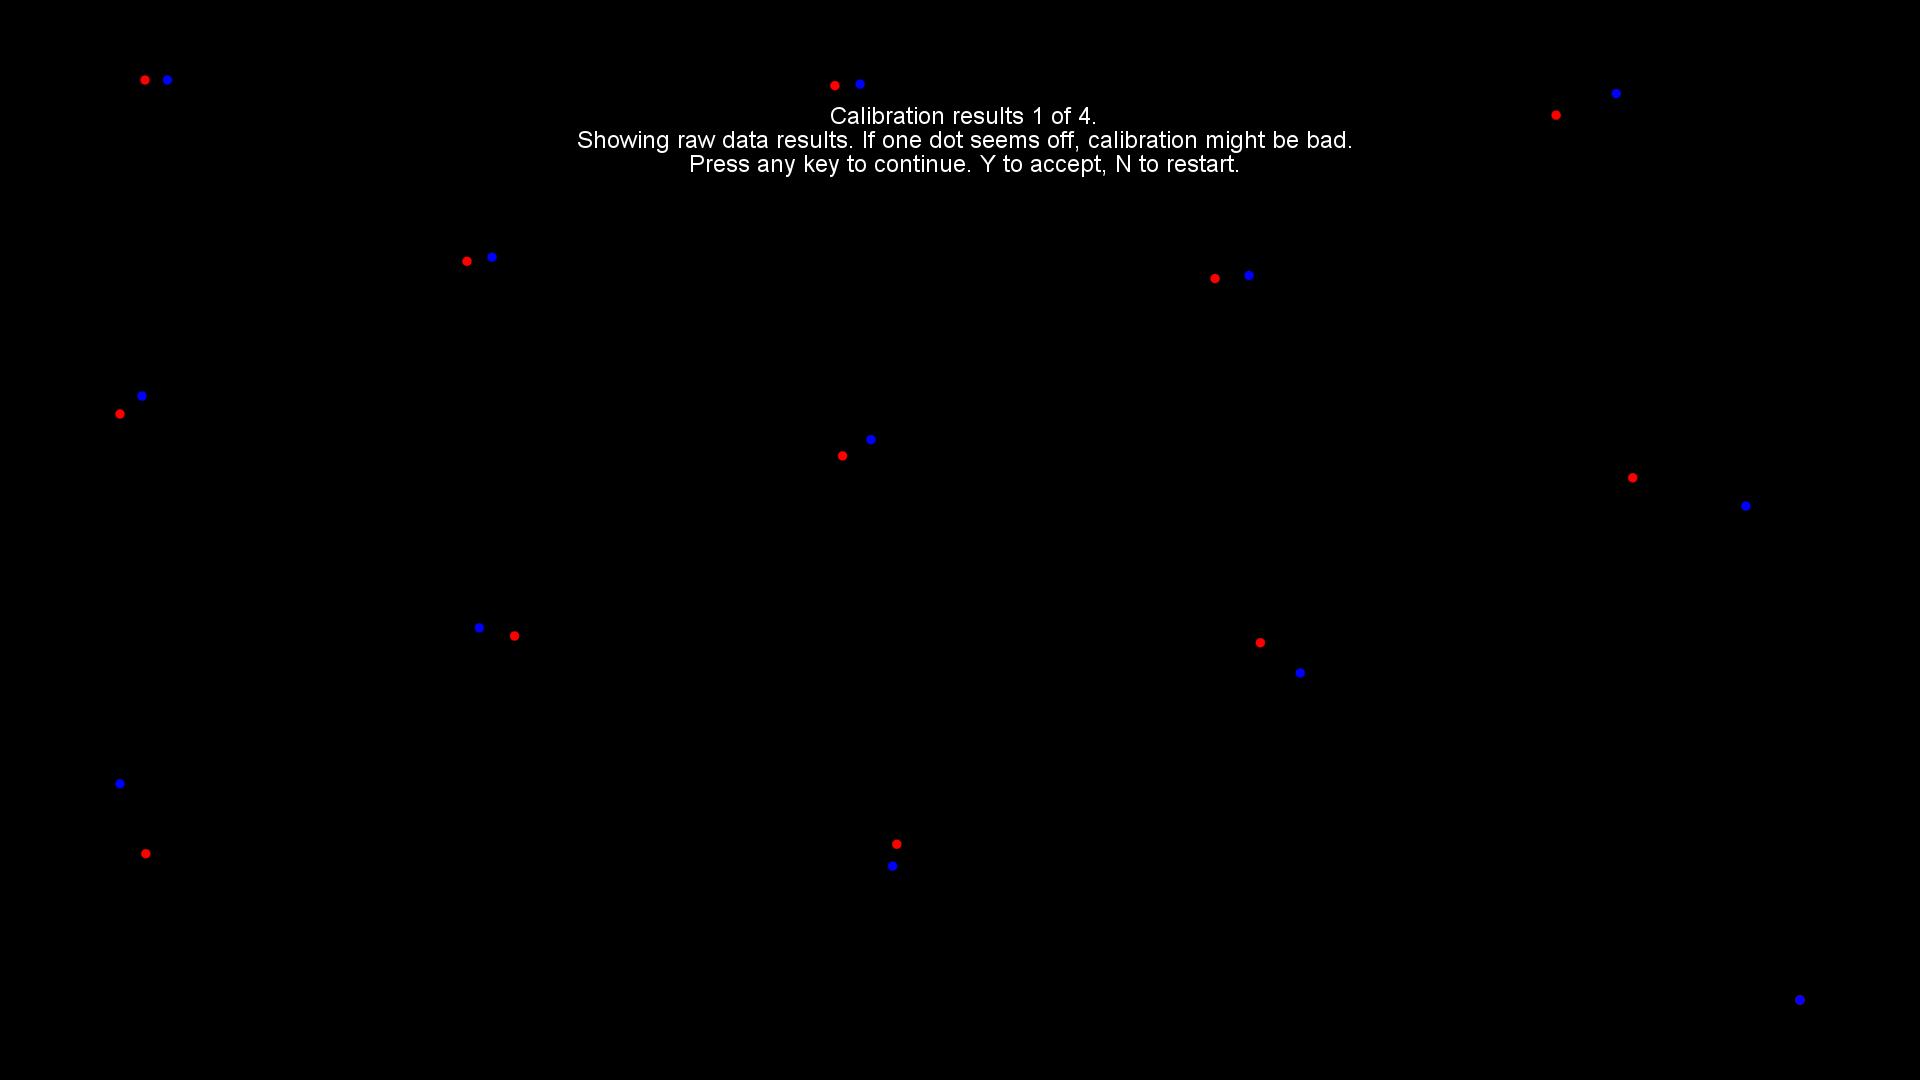 Calibration results 1 of 4.
Showing raw data results. If one dot seems off, calibration might be bad.
Press any key to continue. Y to accept, N to restart.